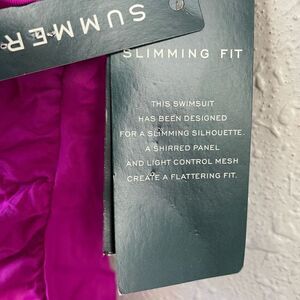 SUMMER
SLIMMING FIT
THIS SWIMSUIT
HAS BEEN DESIGNED
FOR A SLIMMING SILHOUETTE.
A SHIRRED PANEL
AND LIGHT CONTROL MESH
CREATE A FLATTERING FIT.